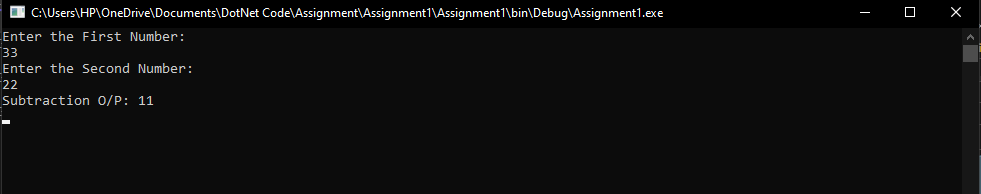 C:\Users\HP\OneDrive\Documents\DotNet Code\Assignment\Assignment1\Assignment1\bin\Debug\Assignment1.exe
Enter the First Number:
33
Enter the Second Number:
22
Subtraction O/P: 11